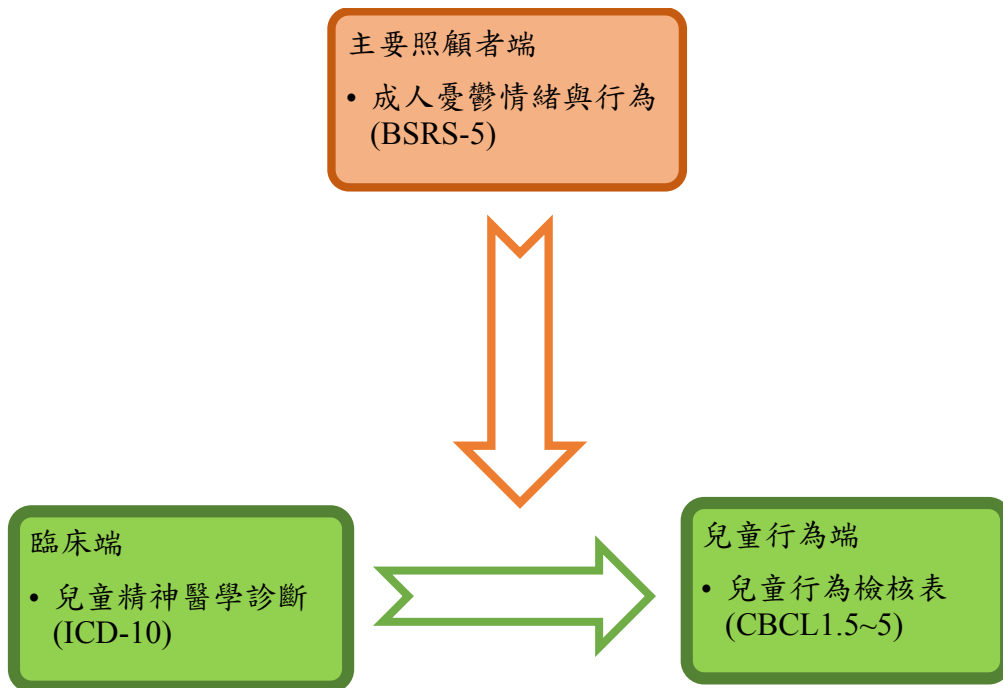 主要照顧者端
• 成人憂鬱情緒與行為
(BSRS-5)
臨床端
• 兒童精神醫學診斷
(ICD-10)
兒童行為端
• 兒童行為檢核表
(CBCL1.5~5)